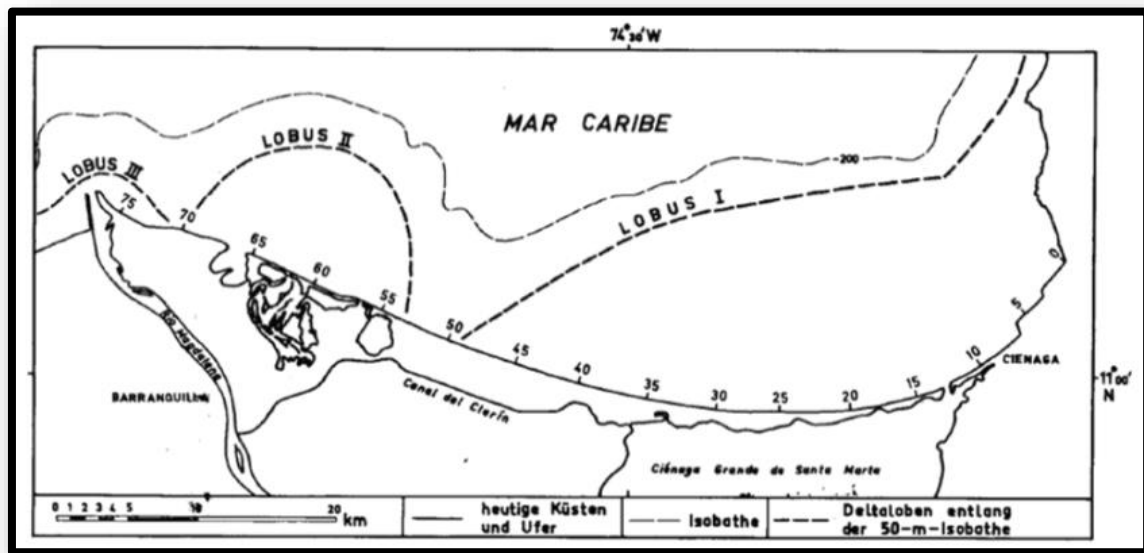 74°30'W
MAR CARIBE
LOBUS II
LOBUS III
200
LOBUS I
75
70
65
60
55
50
45
40
35
30
25
20
15
10
5
0
CIENAGA
11°00'
N
Rio Magdalena
BARRANQUILLA
Canal del Clarín
Ciénaga Grande de Santa Marta
0 1 2 3 4 5 10 20
km
heutige Küsten
und Ufer
Isobathe
Deltaloben entlang
der 50-m-Isobathe